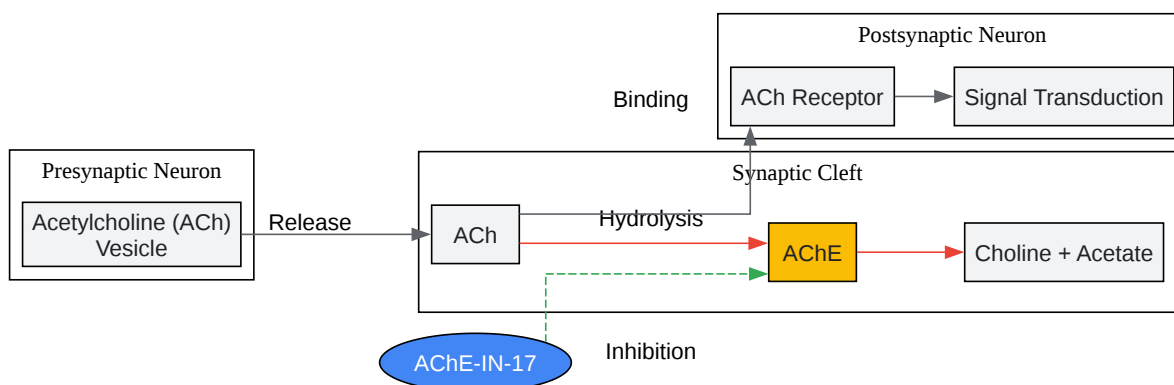 Postsynaptic Neuron
Binding
ACh Receptor
Signal Transduction
Presynaptic Neuron
Synaptic Cleft
Acetylcholine (ACh)
Vesicle
Release
ACh
Hydrolysis
AChE
Choline + Acetate
AChE-IN-17
Inhibition